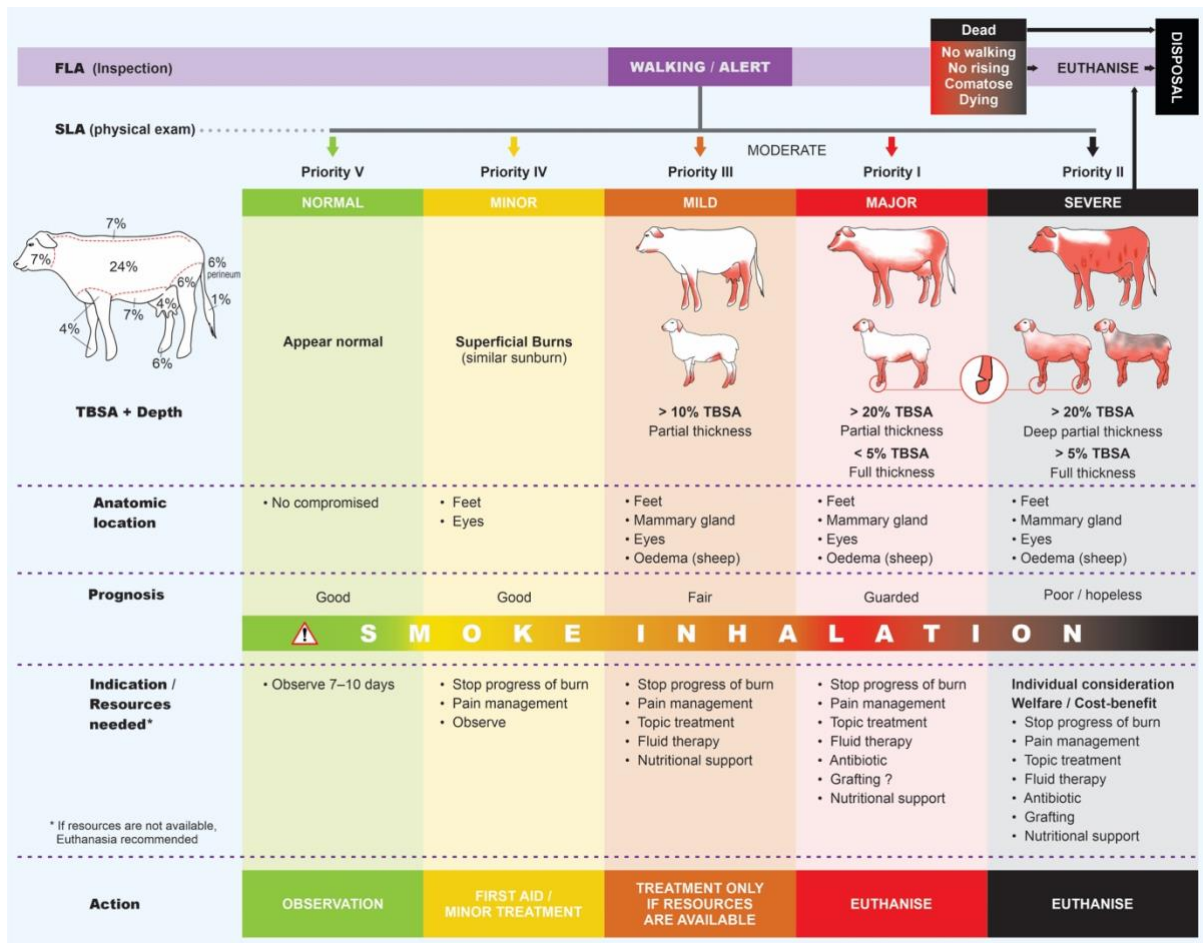 Dead
FLA (Inspection)
WALKING / ALERT
No walking
No rising
Comatose
Dying
EUTHANISE
DISPOSAL
SLA (physical exam)
MODERATE
Priority V
Priority IV
Priority III
Priority I
Priority II
NORMAL
MINOR
MILD
MAJOR
SEVERE
7%
7%
24%
6%
perineum
6%
1%
4%
7%
4%
6%
TBSA + Depth
Appear normal
Superficial Burns
(similar sunburn)
> 10% TBSA
Partial thickness
> 20% TBSA
Partial thickness
< 5% TBSA
Full thickness
> 20% TBSA
Deep partial thickness
> 5% TBSA
Full thickness
Anatomic
location
• No compromised
• Feet
• Eyes
• Feet
• Mammary gland
• Eyes
• Oedema (sheep)
• Feet
• Mammary gland
• Eyes
• Oedema (sheep)
• Feet
• Mammary gland
• Eyes
• Oedema (sheep)
Prognosis
Good
Good
Fair
Guarded
Poor / hopeless
! SMOKE INHALATION
Indication /
Resources
needed*
* If resources are not available,
Euthanasia recommended
• Observe 7–10 days
• Stop progress of burn
• Pain management
• Observe
• Stop progress of burn
• Pain management
• Topic treatment
• Fluid therapy
• Nutritional support
• Stop progress of burn
• Pain management
• Topic treatment
• Fluid therapy
• Antibiotic
• Grafting ?
• Nutritional support
Individual consideration
Welfare / Cost-benefit
• Stop progress of burn
• Pain management
• Topic treatment
• Fluid therapy
• Antibiotic
• Grafting
• Nutritional support
Action
OBSERVATION
FIRST AID /
MINOR TREATMENT
TREATMENT ONLY
IF RESOURCES
ARE AVAILABLE
EUTHANISE
EUTHANISE